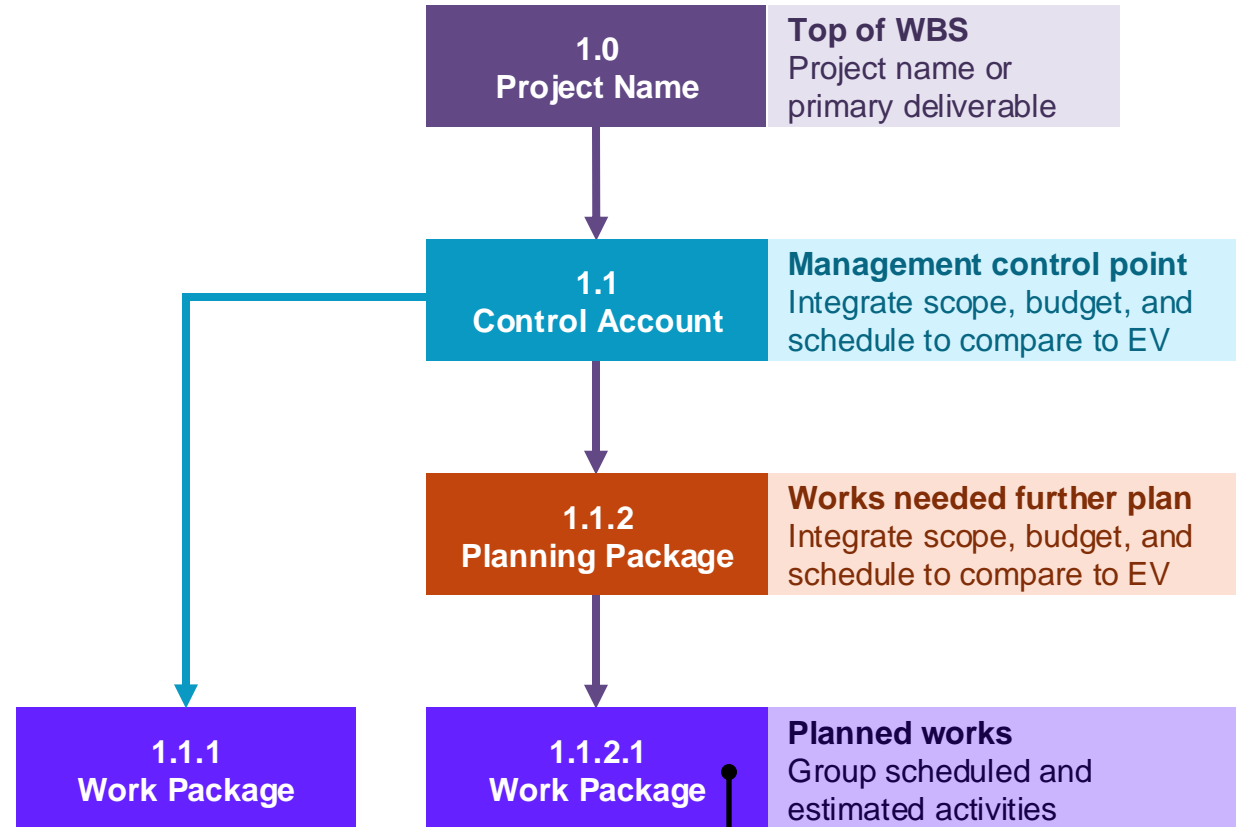 1.0
Project Name
Top of WBS
Project name or
primary deliverable
1.1
Control Account
Management control point
Integrate scope, budget, and
schedule to compare to EV
1.1.2
Planning Package
Works needed further plan
Integrate scope, budget, and
schedule to compare to EV
1.1.1
Work Package
1.1.2.1
Work Package
Planned works
Group scheduled and
estimated activities